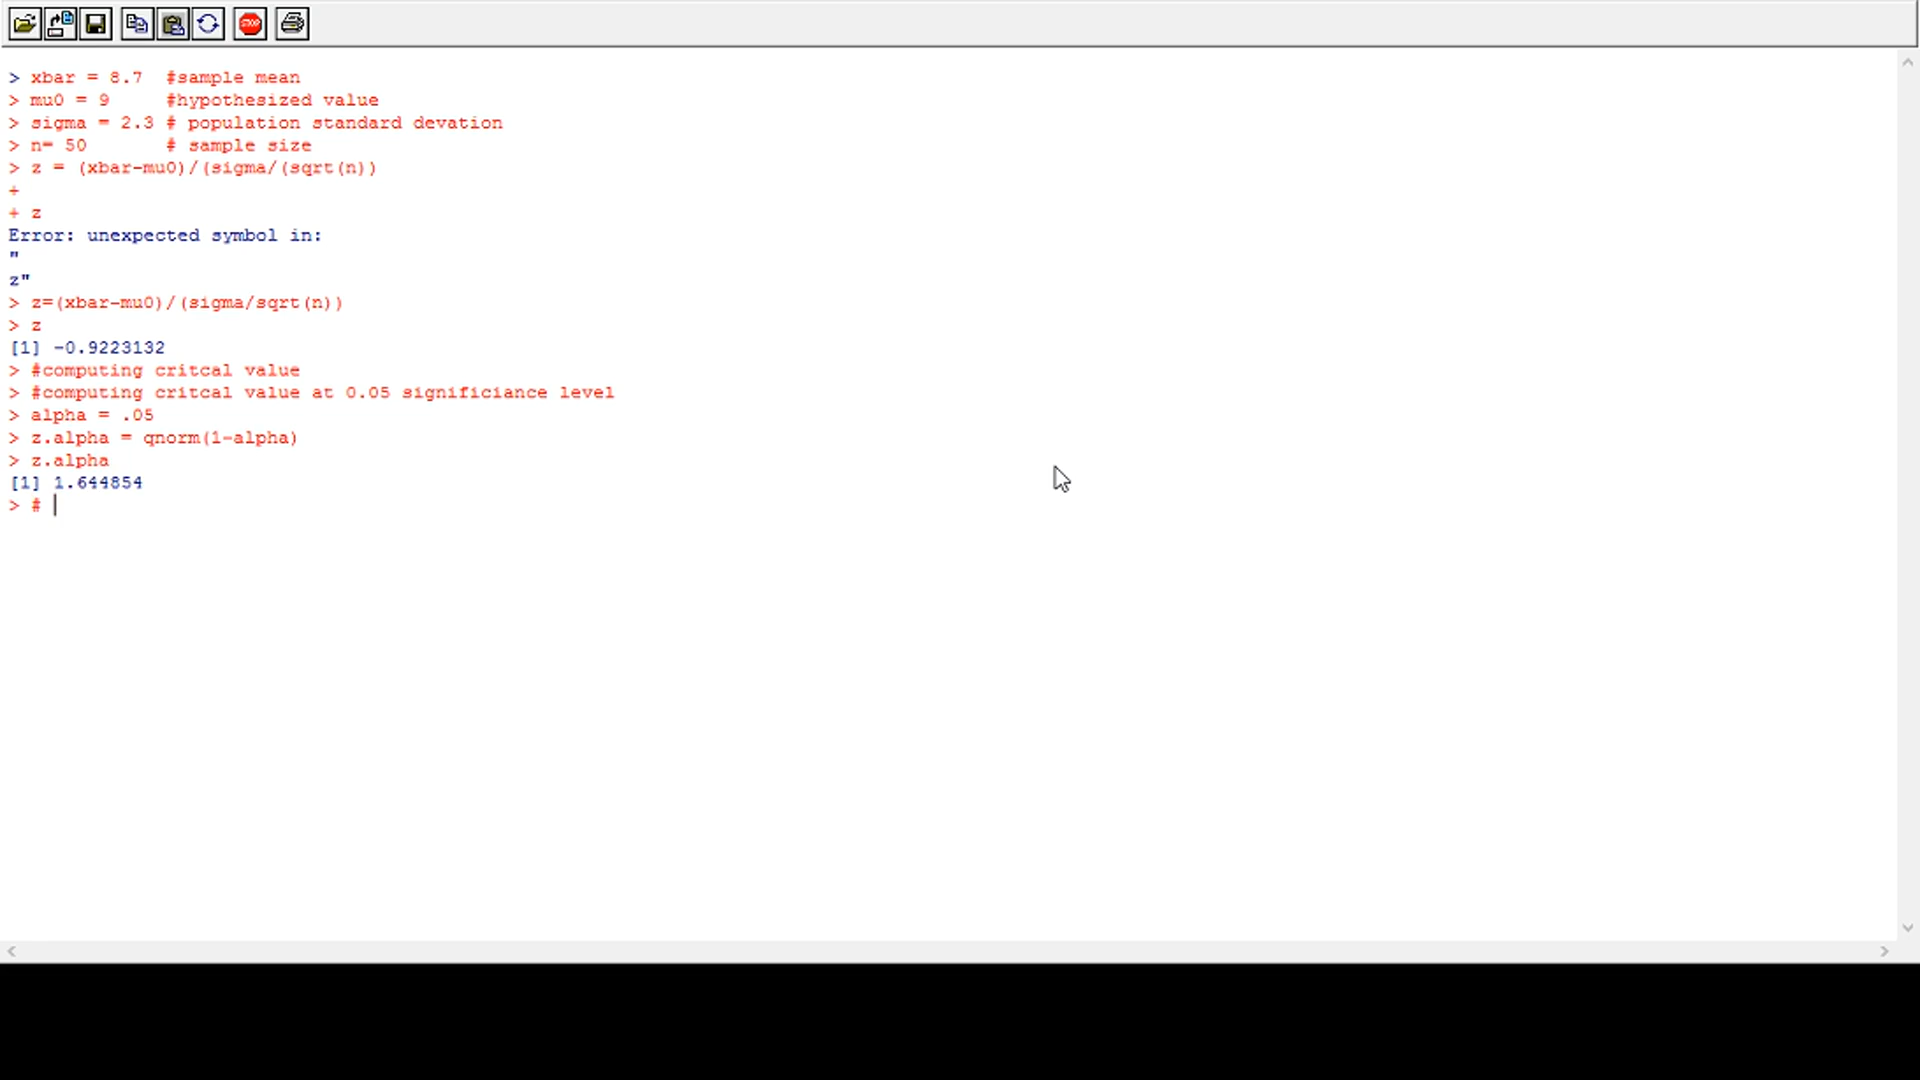 STOP
> xbar = 8.7  #sample mean
> mu0 = 9     #hypothesized value
> sigma = 2.3 # population standard devation
> n= 50       # sample size
> z = (xbar-mu0)/(sigma/(sqrt(n))
+
+ z
Error: unexpected symbol in:
"
z"
> z=(xbar-mu0)/(sigma/sqrt(n))
> z
[1] -0.9223132
> #computing critcal value
> #computing critcal value at 0.05 significiance level
> alpha = .05
> z.alpha = qnorm(1-alpha)
> z.alpha
[1] 1.644854
> #